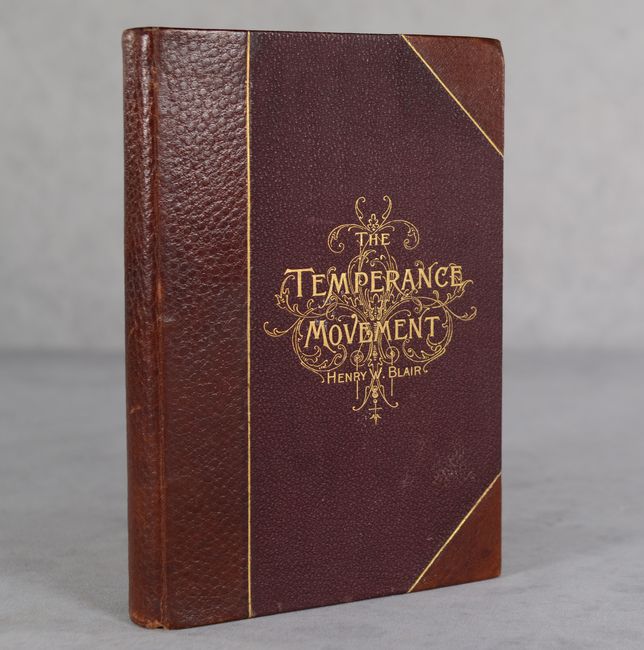 THE
TEMPERANCE
MOVEMENT
HENRY W. BLAIR